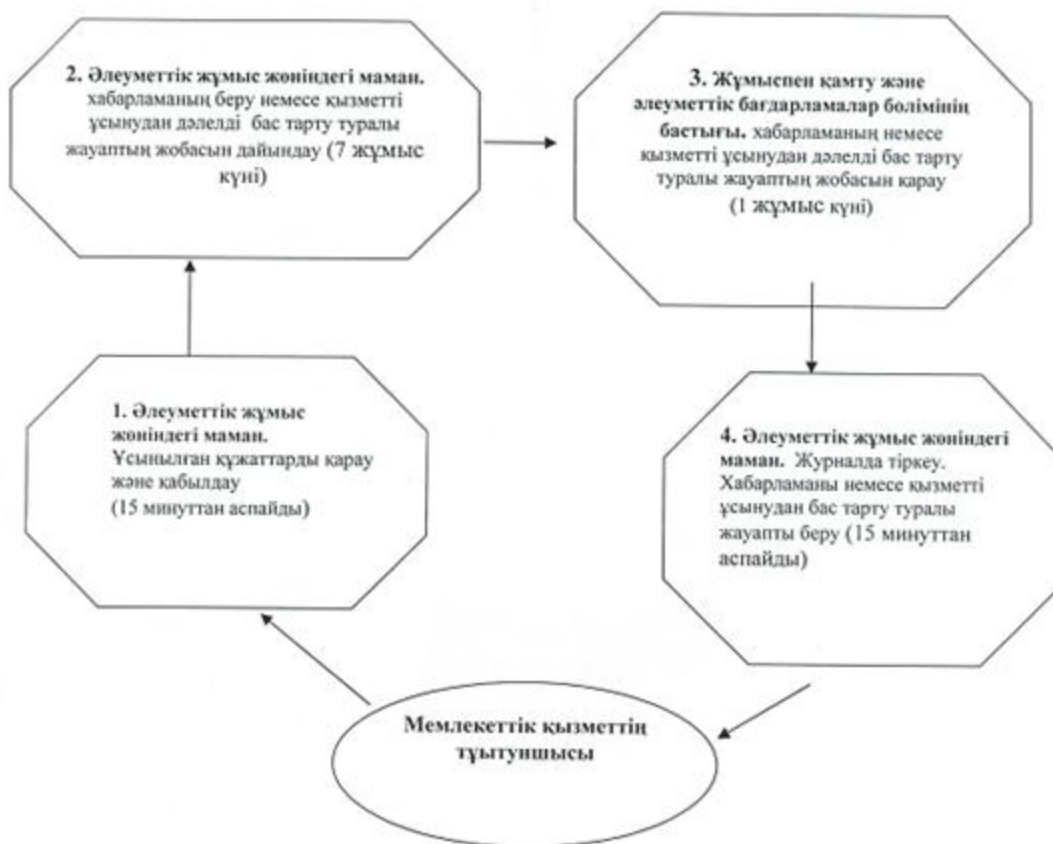 2. Әлеуметтік жұмыс жөніндегі маман.
хабарламаның беру немесе қызметті
ұсынудан дәлелді бас тарту туралы
жауаптың жобасын дайындау (7 жұмыс
күні)
3. Жұмыспен қамту және
әлеуметтік бағдарламалар болімінің
бастығы. хабарламаның немесе
қызметті ұсынудан дәлелді бас тарту
туралы жауаптың жобасын қарау
(1 жұмыс күні)
1. Әлеуметтік жұмыс
жөніндегі маман.
Ұсынылған құжаттарды қарау
және қабылдау
(15 минуттан аспайды)
4. Әлеуметтік жұмыс жөніндегі
маман. Журналда тіркеу.
Хабарламаны немесе қызметті
ұсынудан бас тарту туралы
жауапты беру (15 минуттан
аспайды)
Мемлекеттік қызметтің
тұытуншысы